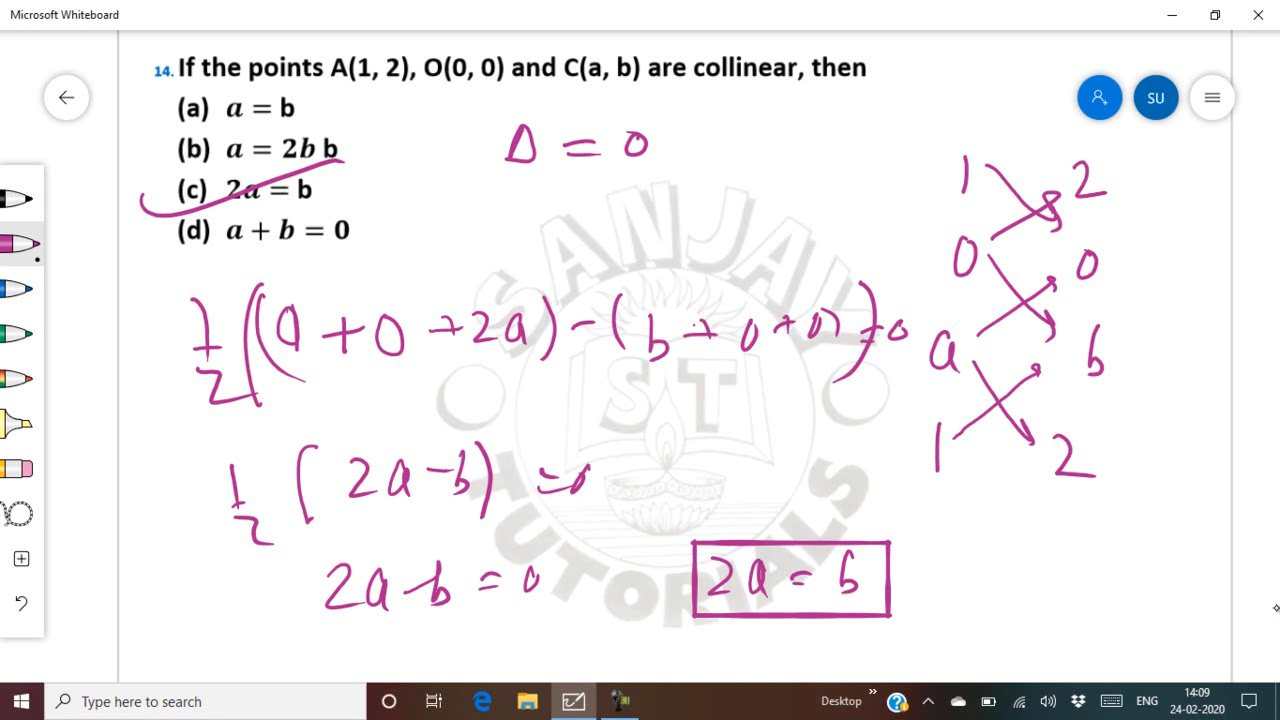 Microsoft Whiteboard
14. If the points A(1, 2), O(0, 0) and C(a, b) are collinear, then
(a) a = b
(b) a = 2b b
(c) 2a = b
(d) a + b = 0
Δ = 0
SU
1 2
0 0
a b
1 2
1/2 ((0 + 0 + 2a) - (b + 0 + 0)) = 0
1/2 (2a - b) = 0
2a - b = 0
2a = b
SANJAY
ST
TUTORIALS
Type here to search
Desktop
ENG
14:09
24-02-2020